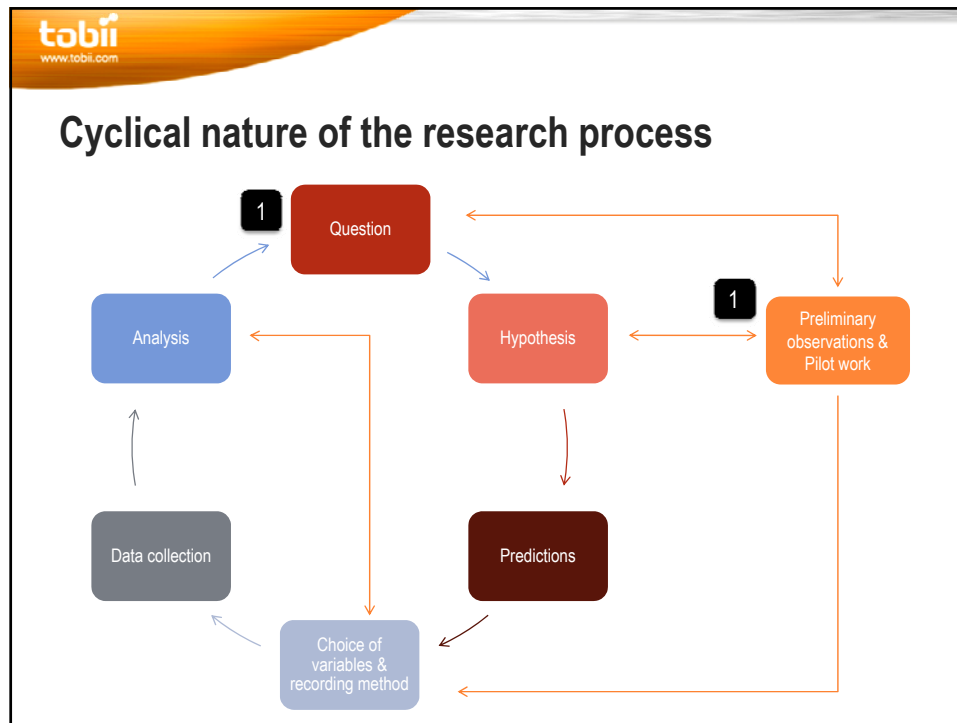 tobii
www.tobii.com
Cyclical nature of the research process
1
Question
1
Analysis
Hypothesis
Preliminary
observations &
Pilot work
Data collection
Predictions
Choice of
variables &
recording method